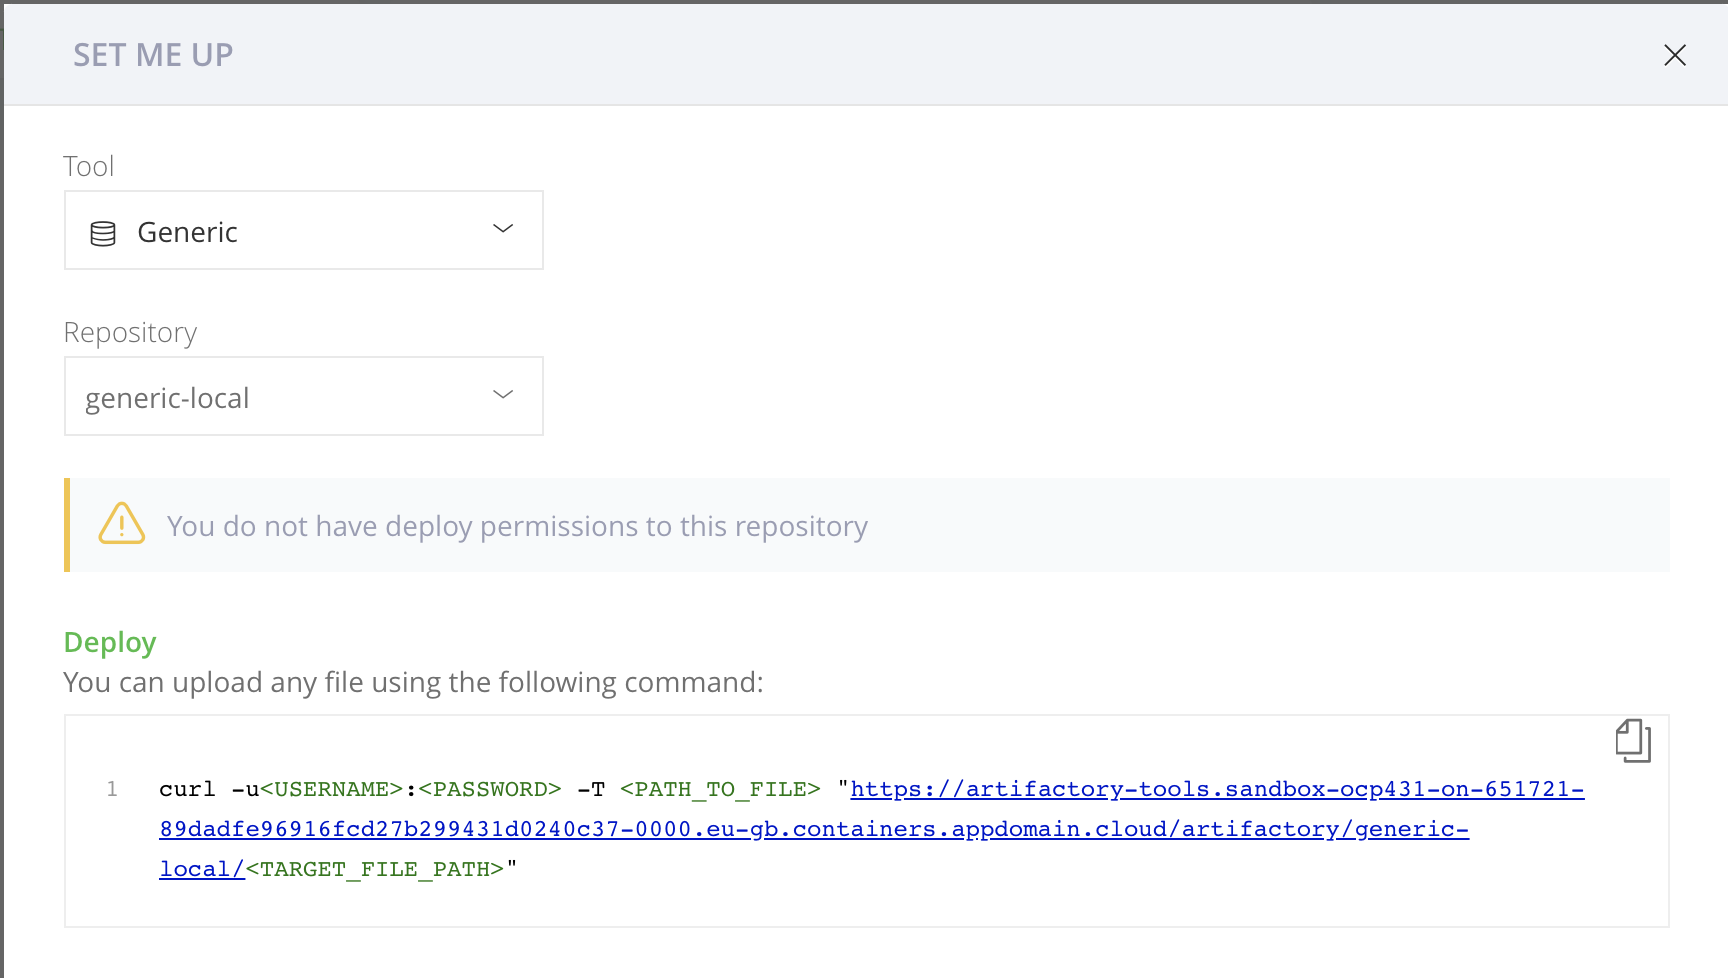 SET ME UP
Tool
Generic
Repository
generic-local
You do not have deploy permissions to this repository
Deploy
You can upload any file using the following command:
1 curl -u<USERNAME>:<PASSWORD> -T <PATH_TO_FILE> "https://artifactory-tools.sandbox-ocp431-on-651721-
89dadfe96916fcd27b299431d0240c37-0000.eu-gb.containers.appdomain.cloud/artifactory/generic-
local/<TARGET_FILE_PATH>"